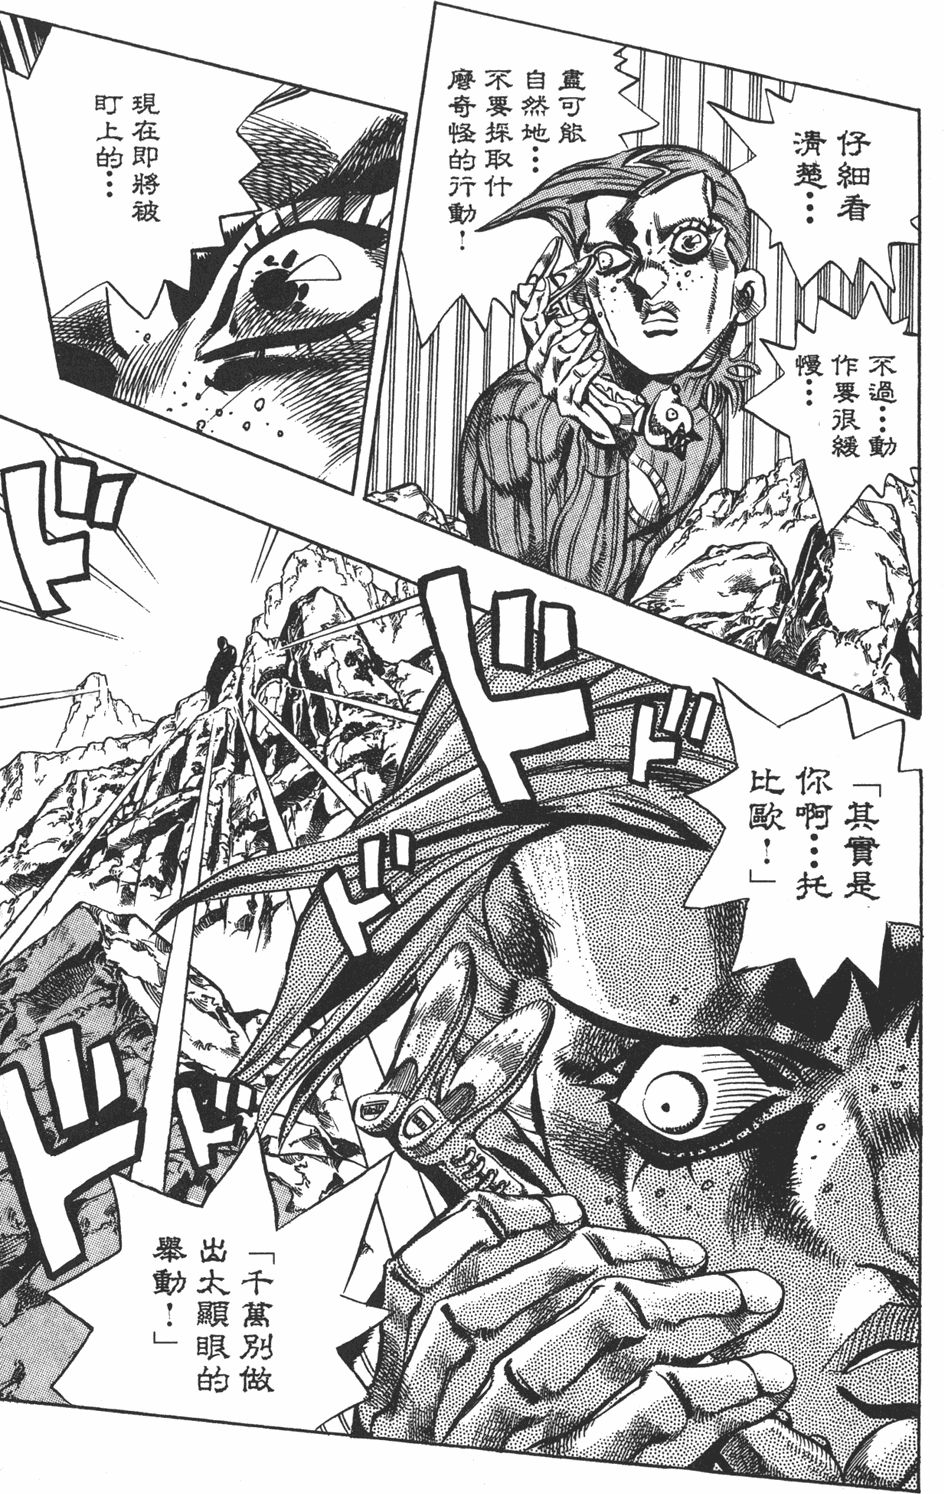 仔細看
清楚…
不過…動
作要很緩
慢…
盡可能
自然地…
不要採取什
麼奇怪的行
動！
現在即將被
盯上的…
ドド
ドド
ド
ド
ド
「其實是
你啊…托
比歐！」
「千萬別做
出太顯眼的
舉動！」